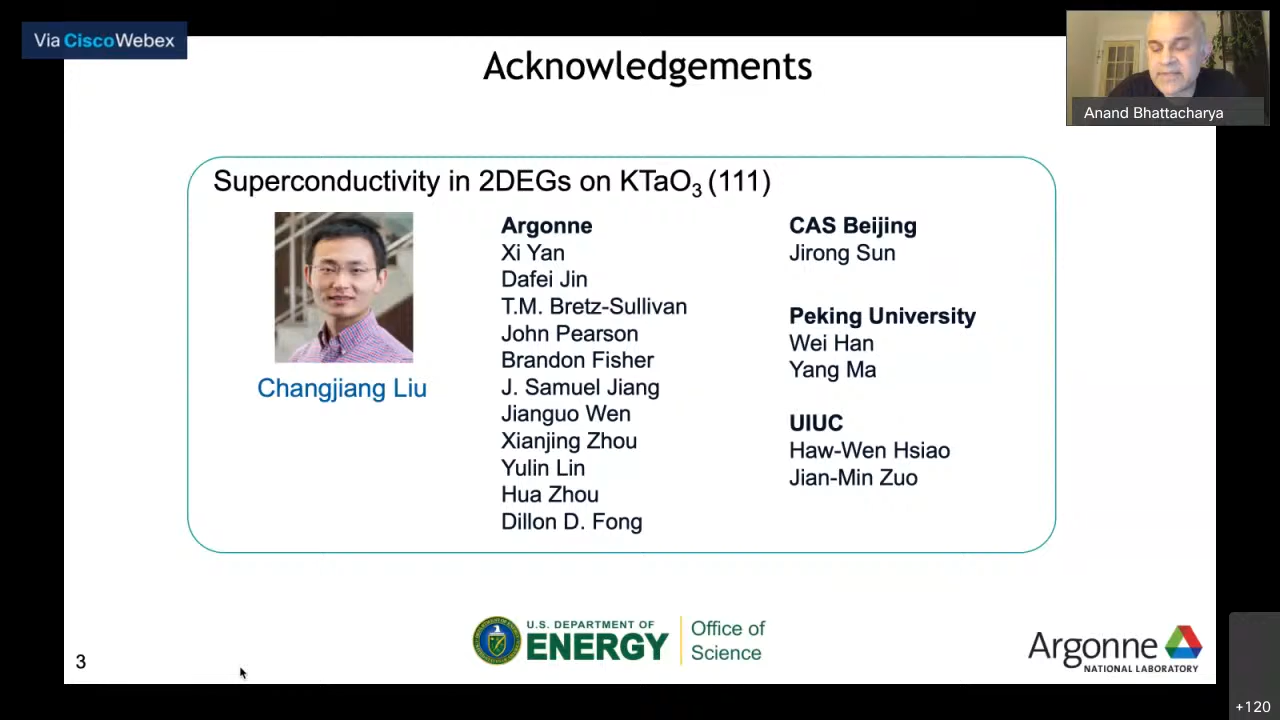 Via CiscoWebex
Acknowledgements
Anand Bhattacharya
Superconductivity in 2DEGs on KTaO3 (111)
Changjiang Liu
Argonne
Xi Yan
Dafei Jin
T.M. Bretz-Sullivan
John Pearson
Brandon Fisher
J. Samuel Jiang
Jianguo Wen
Xianjing Zhou
Yulin Lin
Hua Zhou
Dillon D. Fong
CAS Beijing
Jirong Sun
Peking University
Wei Han
Yang Ma
UIUC
Haw-Wen Hsiao
Jian-Min Zuo
U.S. DEPARTMENT OF
ENERGY
Office of
Science
Argonne
NATIONAL LABORATORY
3
+120